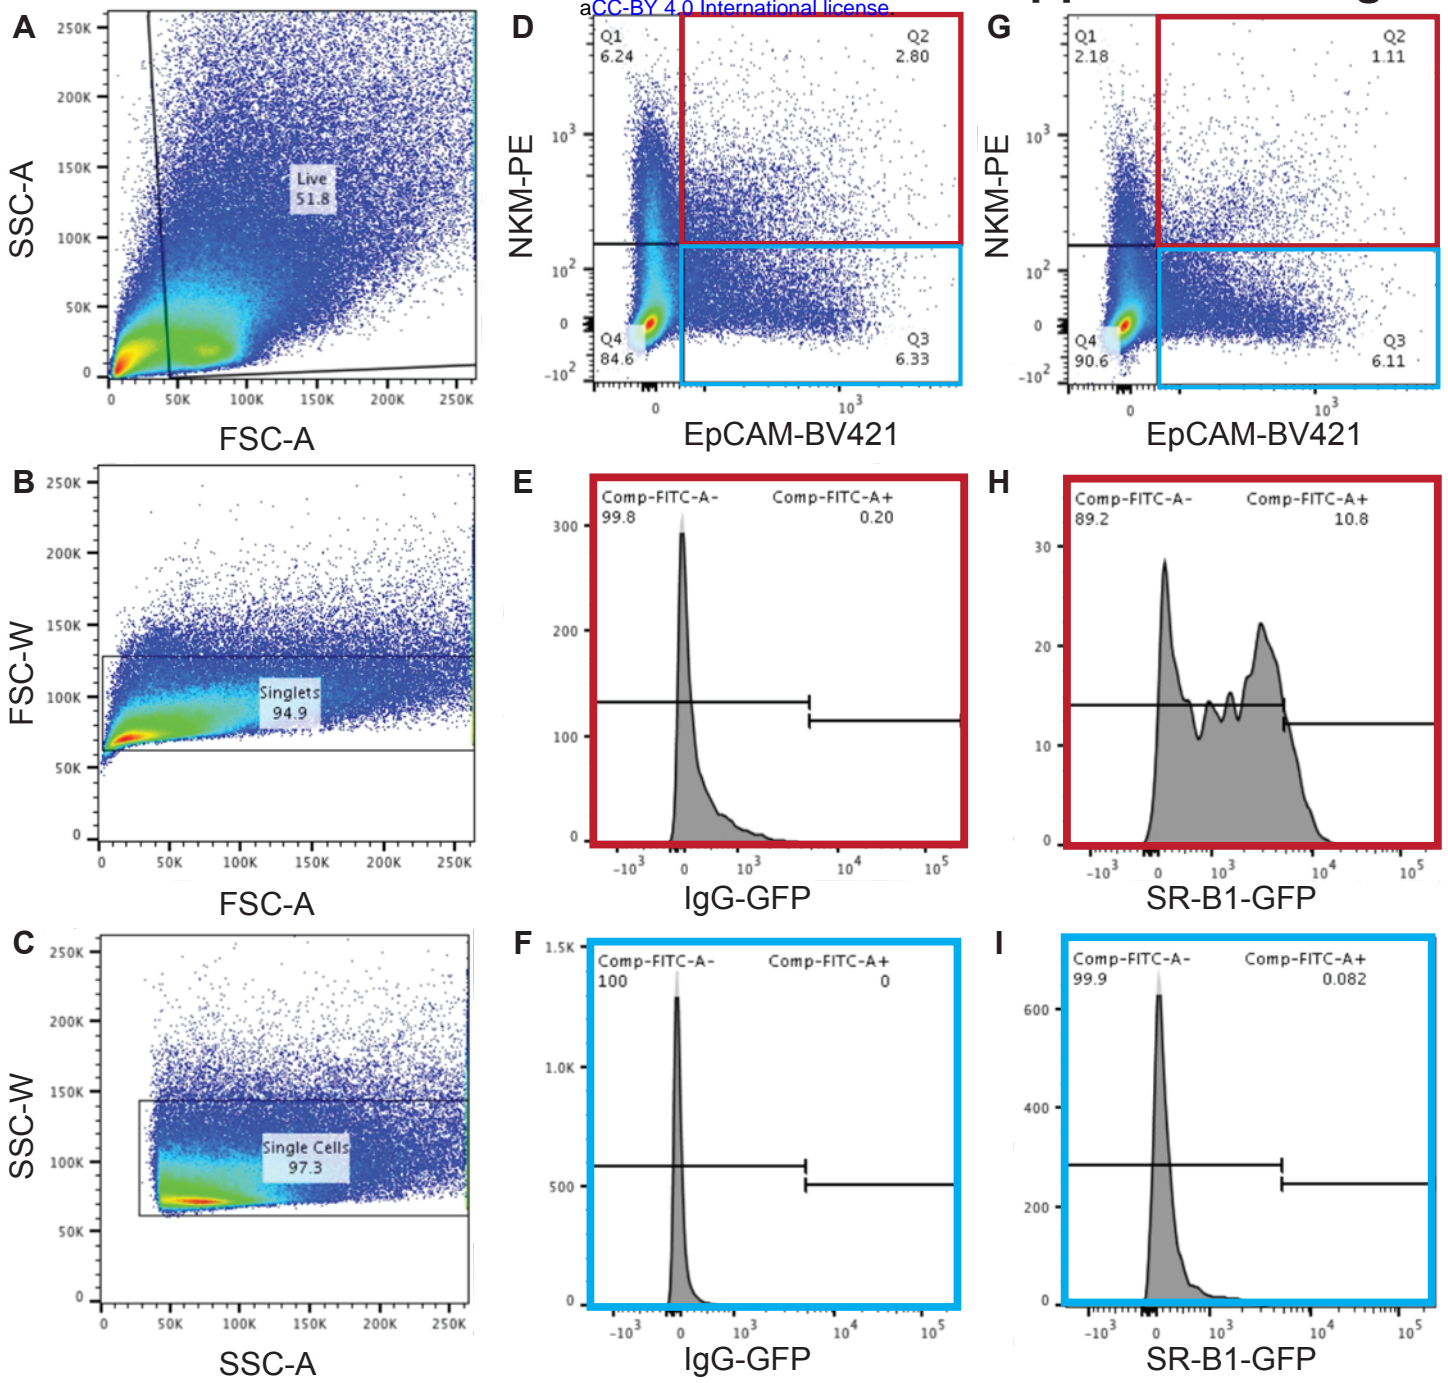 aCC-BY 4.0 International license.
A
250K
200K
150K
100K
50K
0
SSC-A
Live
51.8
0
50K
100K
150K
200K
250K
FSC-A
D
Q1
6.24
Q2
2.80
NKM-PE
10³
10²
0
-10²
Q4
84.6
Q3
6.33
0
10³
EpCAM-BV421
G
Q1
2.18
Q2
1.11
NKM-PE
10³
10²
0
-10²
Q4
90.6
Q3
6.11
0
10³
EpCAM-BV421
B
250K
200K
150K
100K
50K
0
FSC-W
Singlets
94.9
0
50K
100K
150K
200K
250K
FSC-A
E
Comp-FITC-A-
99.8
Comp-FITC-A+
0.20
300
200
100
0
-10³
0
10³
10⁴
10⁵
IgG-GFP
H
Comp-FITC-A-
89.2
Comp-FITC-A+
10.8
30
20
10
0
-10³
0
10³
10⁴
10⁵
SR-B1-GFP
C
250K
200K
150K
100K
50K
0
SSC-W
Single Cells
97.3
0
50K
100K
150K
200K
250K
SSC-A
F
Comp-FITC-A-
100
Comp-FITC-A+
0
1.5K
1.0K
500
0
-10³
0
10³
10⁴
10⁵
IgG-GFP
I
Comp-FITC-A-
99.9
Comp-FITC-A+
0.082
600
400
200
0
-10³
0
10³
10⁴
10⁵
SR-B1-GFP